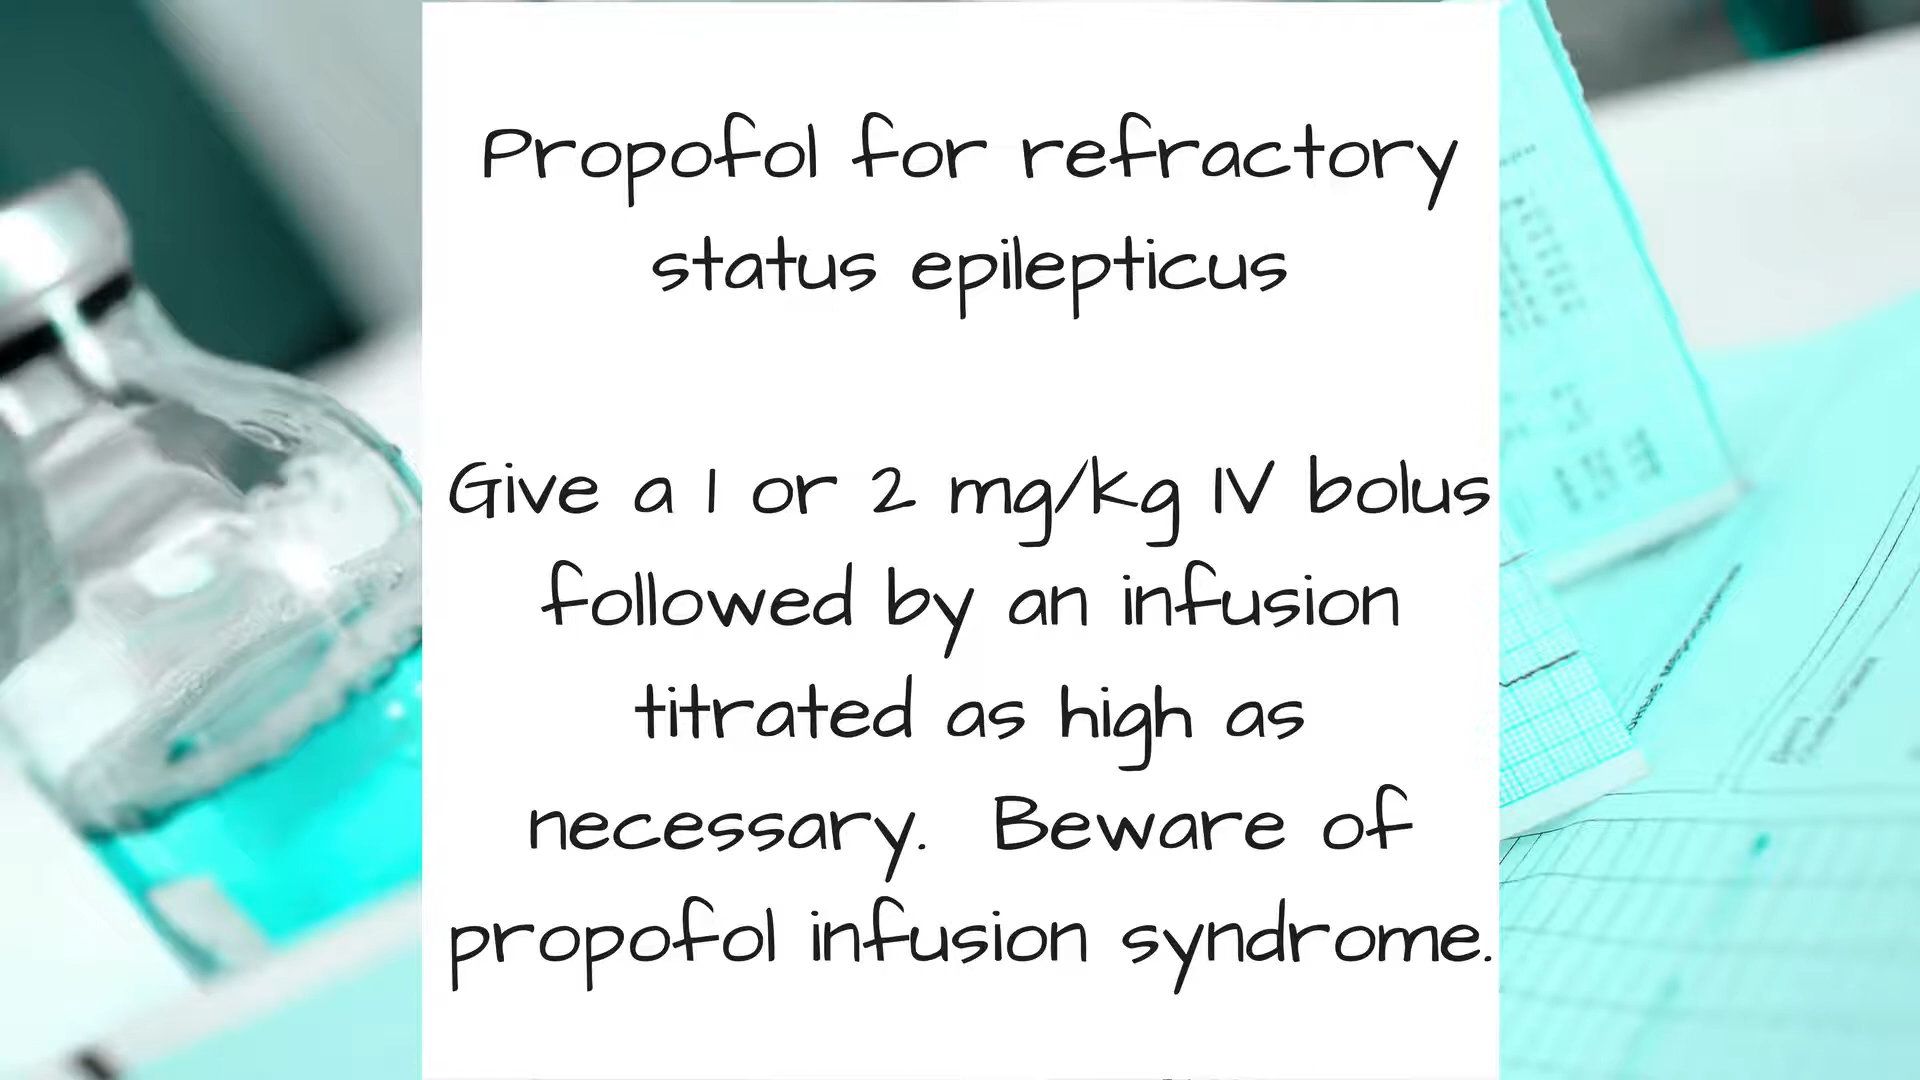 Propofol for refractory
status epilepticus
Give a 1 or 2 mg/kg IV bolus
followed by an infusion
titrated as high as
necessary. Beware of
propofol infusion syndrome.